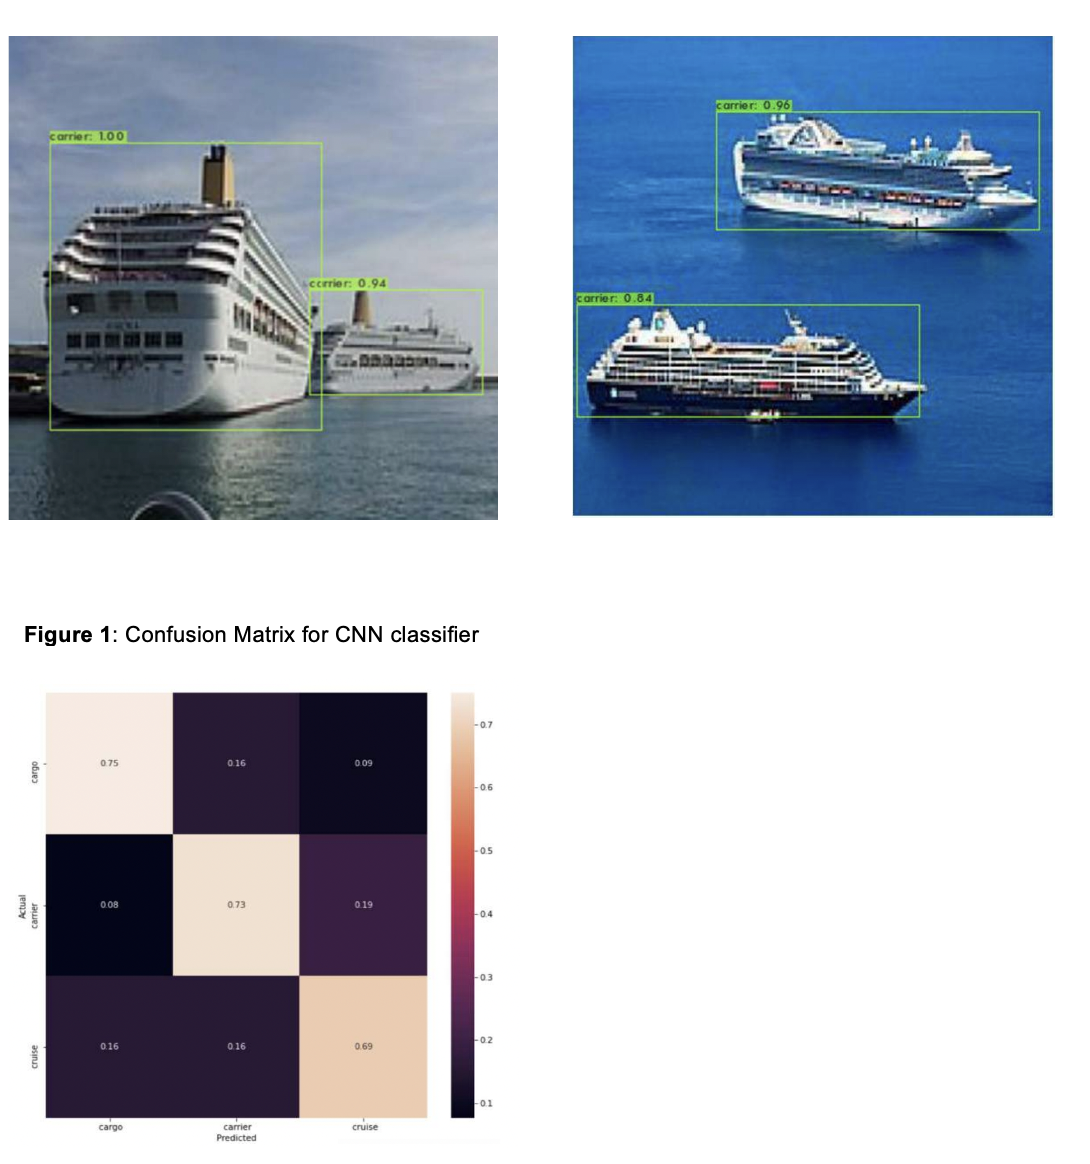 carrier: 1.00
carrier: 0.94
carrier: 0.96
carrier: 0.84
Figure 1: Confusion Matrix for CNN classifier
Actual
cargo
carrier
cruise
0.75 0.16 0.09
0.08 0.73 0.19
0.16 0.16 0.69
cargo carrier cruise
Predicted
0.7
0.6
0.5
0.4
0.3
0.2
0.1